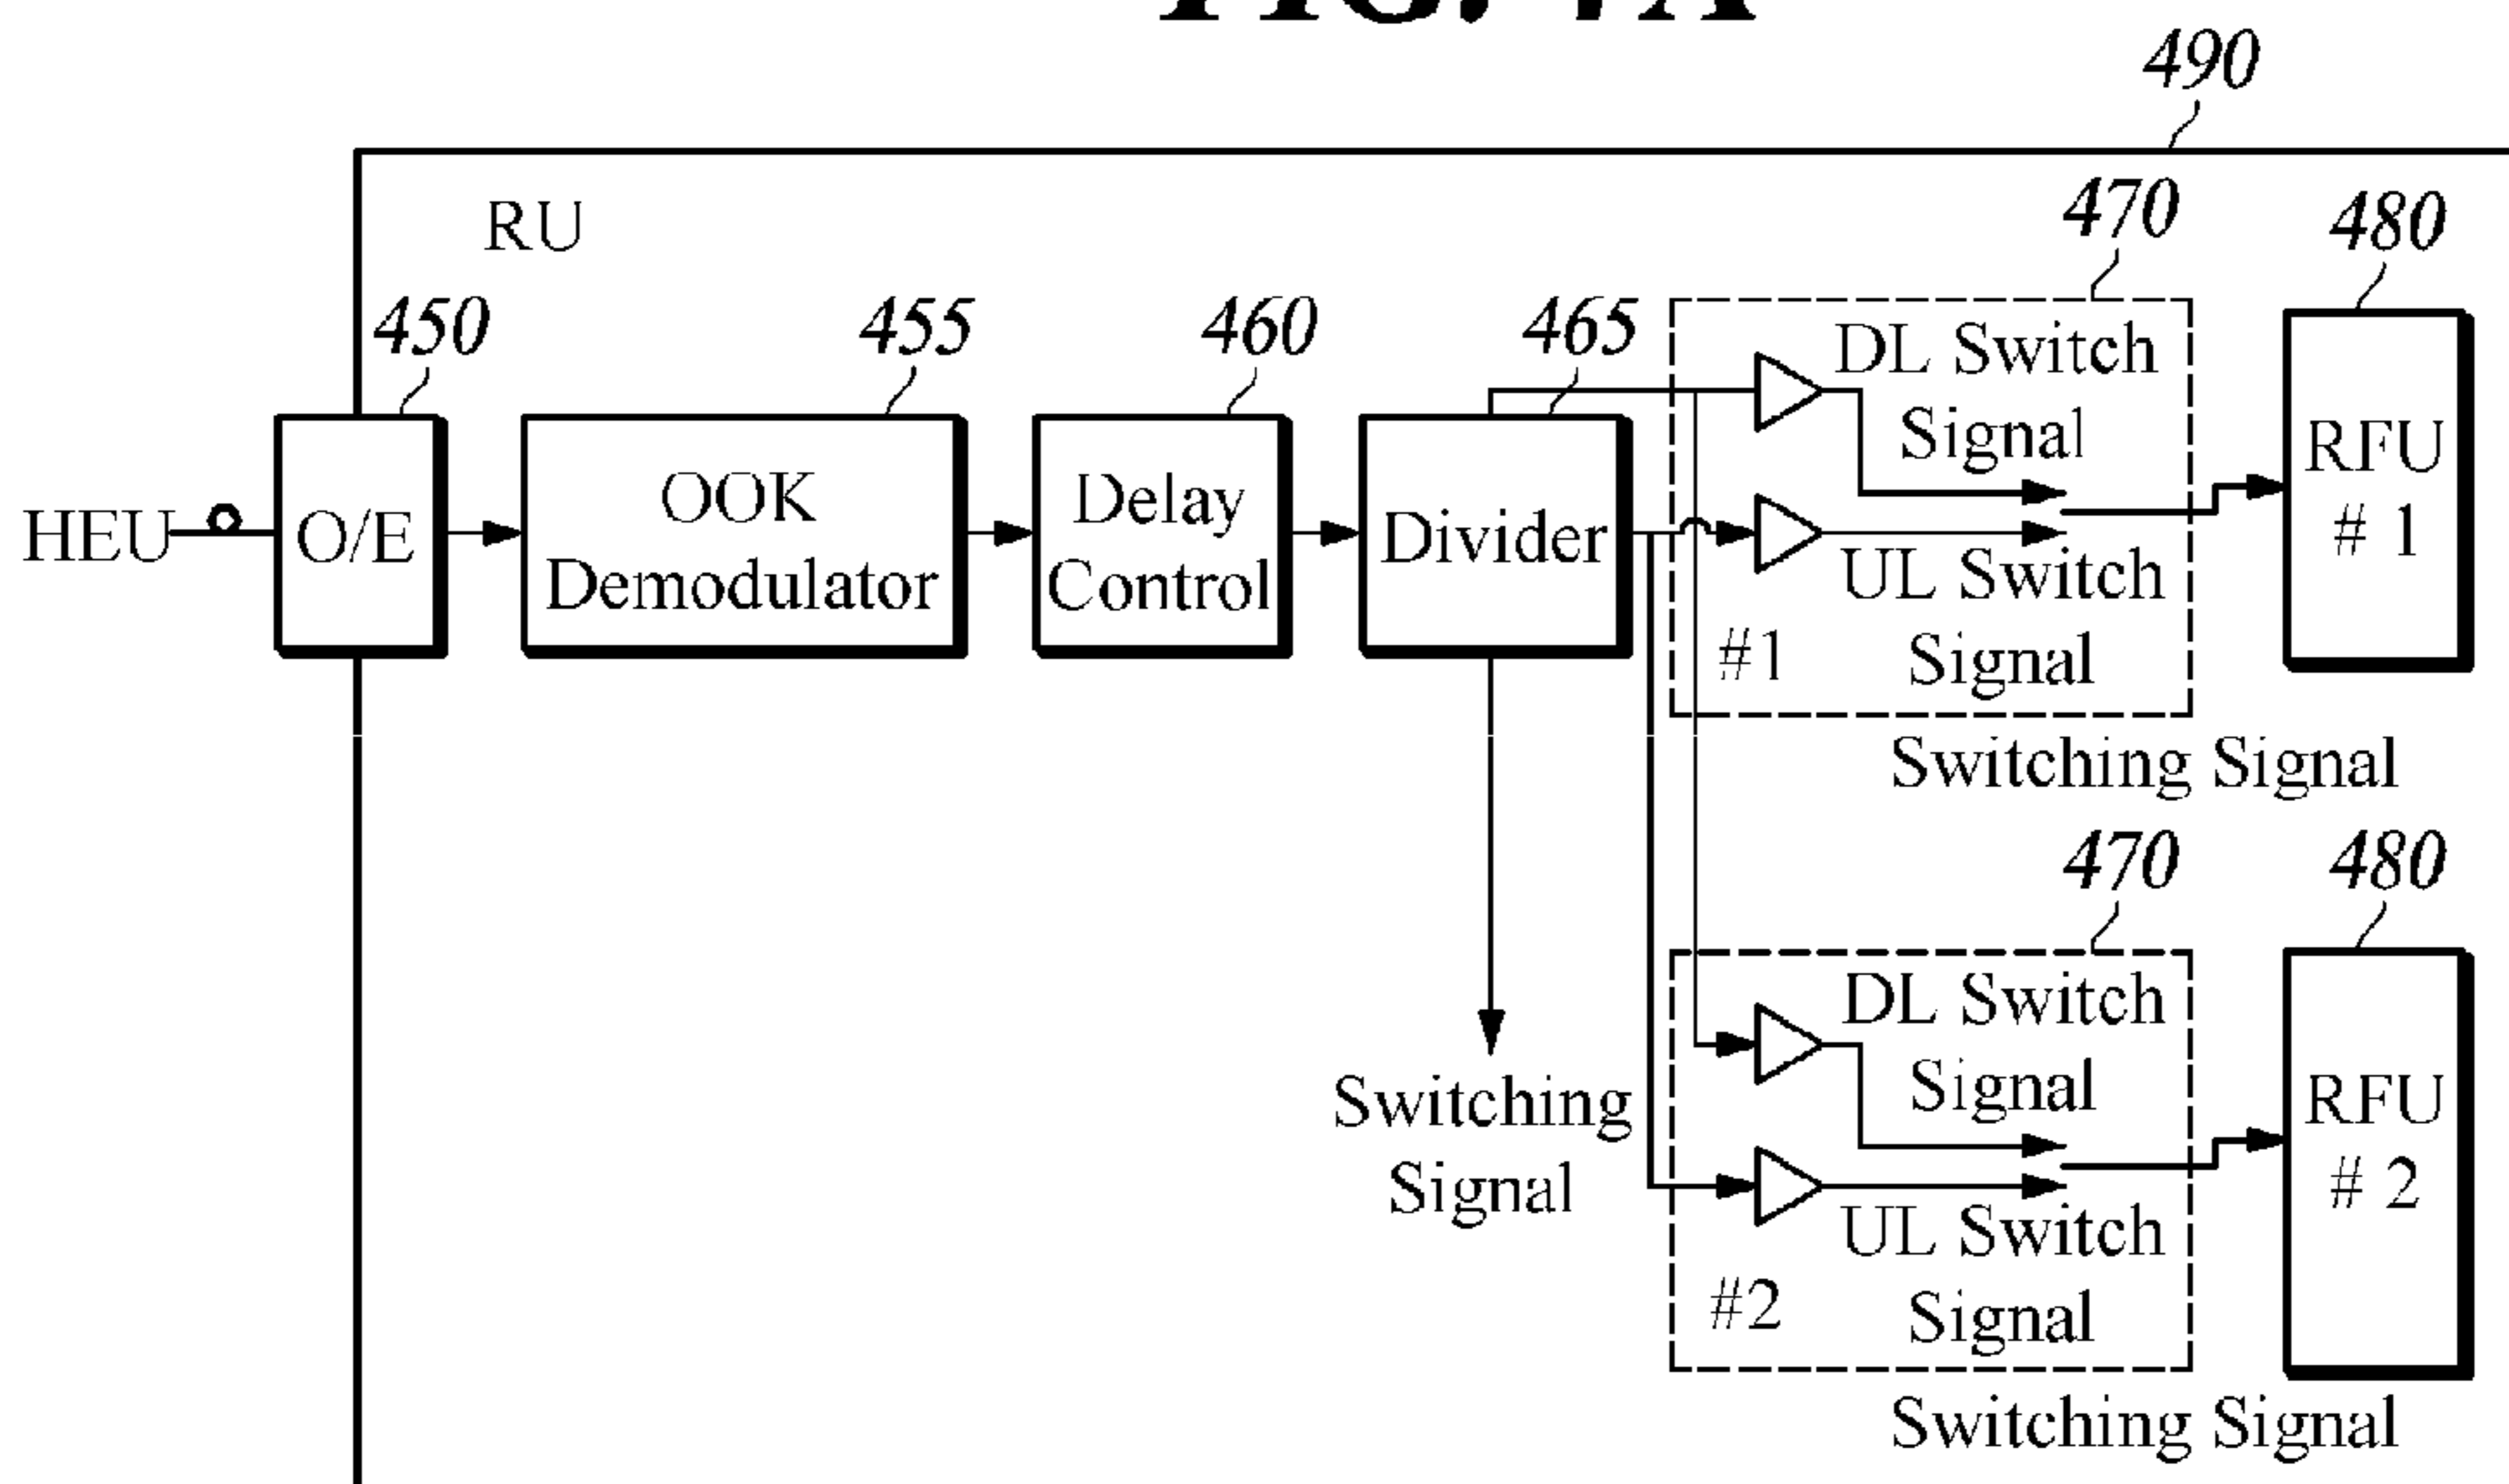 490
RU
470
480
450
455
460
465
DL Switch
Signal
HEU
O/E
OOK
Demodulator
Delay
Control
Divider
UL Switch
Signal
#1
RFU
# 1
Switching Signal
470
480
DL Switch
Signal
Switching
Signal
UL Switch
Signal
#2
RFU
# 2
Switching Signal